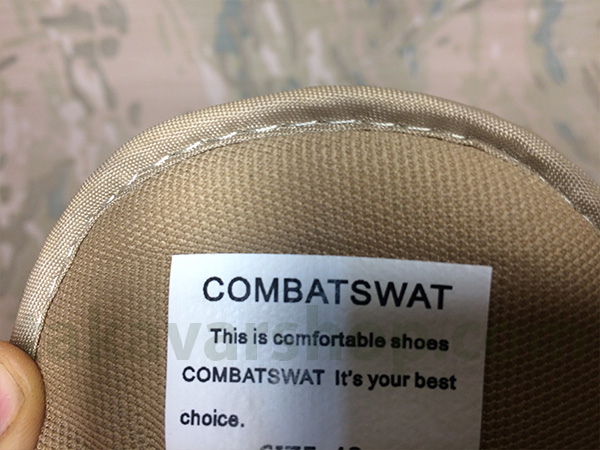 COMBATSWAT
This is comfortable shoes
COMBATSWAT It's your best
choice.